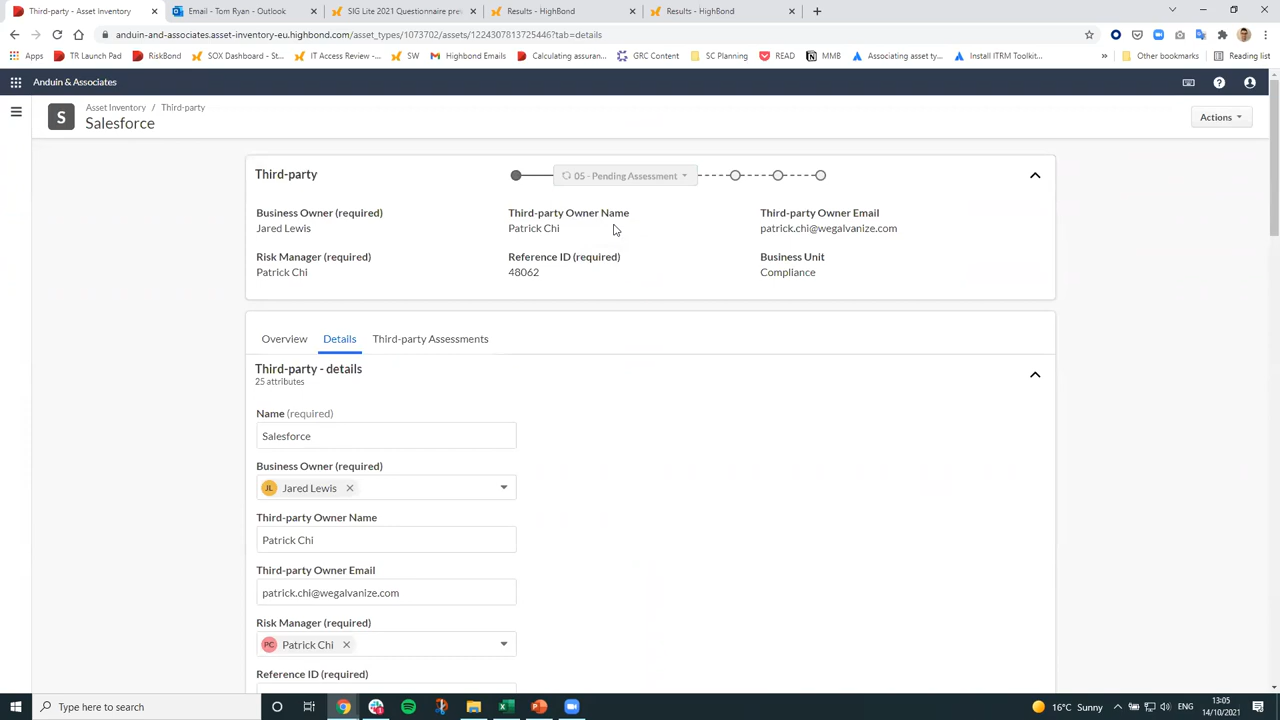 Third-party - Asset Inventory
Email - Tom Ryan - Outlook
SIG Lite 2021 Questionnaire pre
Results - HighBond
Results - HighBond
anduin-and-associates.asset-inventory-eu.highbond.com/asset_types/1073702/assets/12243078137246?tab=details
Apps
TR Launch Pad
RiskBond
SOX Dashboard - St...
IT Access Review -...
SW
Highbond Emails
Calculating assuran...
GRC Content
SC Planning
READ
MMB
Associating asset ty...
Install ITRM Toolkit...
Other bookmarks
Reading list
Anduin & Associates
S
Asset Inventory / Third-party
Salesforce
Actions
Third-party
05 - Pending Assessment
Business Owner (required)
Third-party Owner Name
Third-party Owner Email
Jared Lewis
Patrick Chi
patrick.chi@wegalvanize.com
Risk Manager (required)
Reference ID (required)
Business Unit
Patrick Chi
48062
Compliance
Overview
Details
Third-party Assessments
Third-party - details
25 attributes
Name (required)
Salesforce
Business Owner (required)
JL Jared Lewis
Third-party Owner Name
Patrick Chi
Third-party Owner Email
patrick.chi@wegalvanize.com
Risk Manager (required)
PC Patrick Chi
Reference ID (required)
Type here to search
16°C Sunny
13:05
14/10/2021